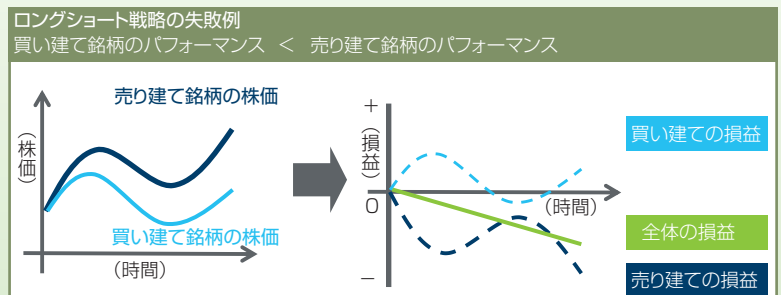 ロングショート戦略の失敗例
買い建て銘柄のパフォーマンス ＜ 売り建て銘柄のパフォーマンス
売り建て銘柄の株価
（株価）
買い建て銘柄の株価
（時間）
＋
（損益）
0
－
（時間）
買い建ての損益
全体の損益
売り建ての損益